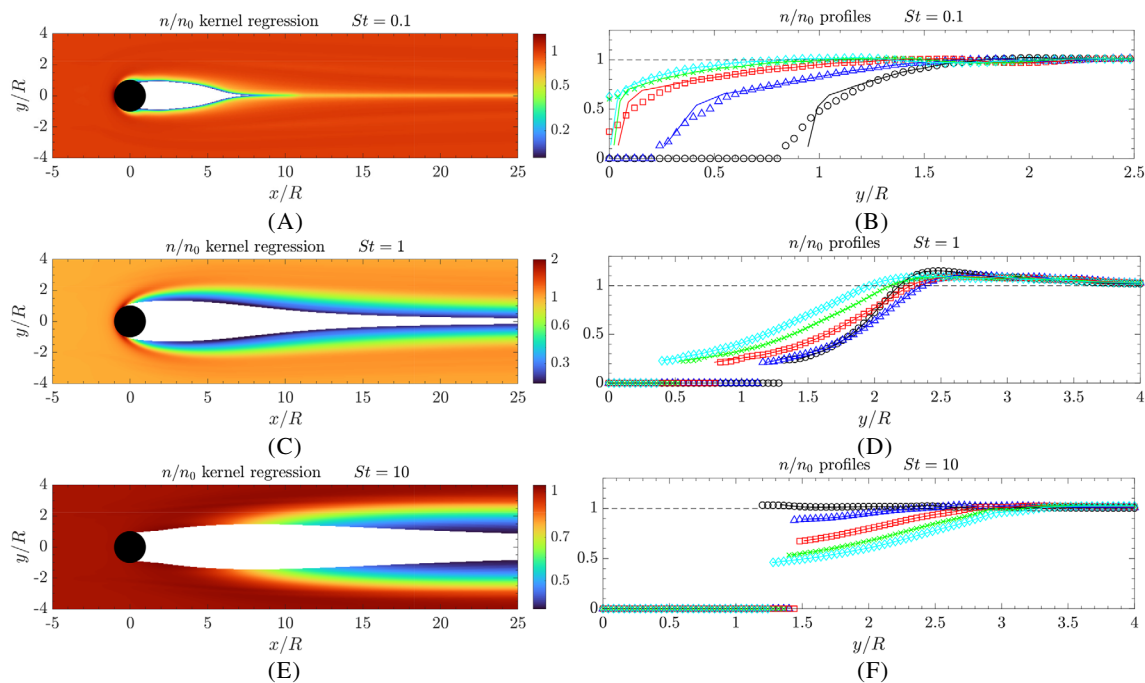 n/n₀ kernel regression St = 0.1
4
2
0
-2
-4
y/R
-5 0 5 10 15 20 25
x/R
1
0.5
0.2
(A)
n/n₀ profiles St = 0.1
1
0.5
0
0 0.5 1 1.5 2 2.5
y/R
(B)
n/n₀ kernel regression St = 1
4
2
0
-2
-4
y/R
-5 0 5 10 15 20 25
x/R
2
1
0.6
0.3
(C)
n/n₀ profiles St = 1
1
0.5
0
0 0.5 1 1.5 2 2.5 3 3.5 4
y/R
(D)
n/n₀ kernel regression St = 10
4
2
0
-2
-4
y/R
-5 0 5 10 15 20 25
x/R
1
0.7
0.5
(E)
n/n₀ profiles St = 10
1
0.5
0
0 0.5 1 1.5 2 2.5 3 3.5 4
y/R
(F)